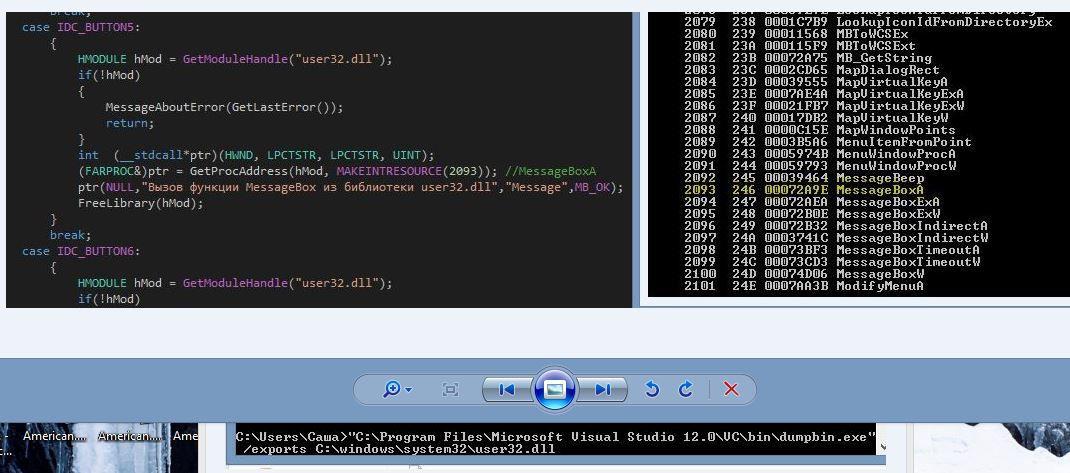 break;
case IDC_BUTTON5:
{
HMODULE hMod = GetModuleHandle("user32.dll");
if(!hMod)
{
MessageAboutError(GetLastError());
return;
}
int (__stdcall*ptr)(HWND, LPCTSTR, LPCTSTR, UINT);
(FARPROC&)ptr = GetProcAddress(hMod, MAKEINTRESOURCE(2093)); //MessageBoxA
ptr(NULL,"Вызов функции MessageBox из библиотеки user32.dll","Message",MB_OK);
FreeLibrary(hMod);
}
break;
case IDC_BUTTON6:
{
HMODULE hMod = GetModuleHandle("user32.dll");
if(!hMod)
2079 238 0001C7B9 LookupIconIdFromDirectoryEx
2080 239 00011568 MBToWCSEx
2081 23A 000115F9 MBToWCSExt
2082 23B 00072A75 MB_GetString
2083 23C 0002CD65 MapDialogRect
2084 23D 00039555 MapVirtualKeyA
2085 23E 0007AE4A MapVirtualKeyExA
2086 23F 00021FB7 MapVirtualKeyExW
2087 240 00017DB2 MapVirtualKeyW
2088 241 0000C15E MapWindowPoints
2089 242 0003B5A6 MenuItemFromPoint
2090 243 0005974B MenuWindowProcA
2091 244 00059793 MenuWindowProcW
2092 245 00039464 MessageBeep
2093 246 00072A9E MessageBoxA
2094 247 00072AEA MessageBoxExA
2095 248 00072B0E MessageBoxExW
2096 249 00072B32 MessageBoxIndirectA
2097 24A 0003741C MessageBoxIndirectW
2098 24B 00073BF3 MessageBoxTimeoutA
2099 24C 00073CD3 MessageBoxTimeoutW
2100 24D 00074D06 MessageBoxW
2101 24E 0007AA3B ModifyMenuA
American.... American.... Ame
C:\Users\Саша>"C:\Program Files\Microsoft Visual Studio 12.0\VC\bin\dumpbin.exe"
/exports C:\windows\system32\user32.dll